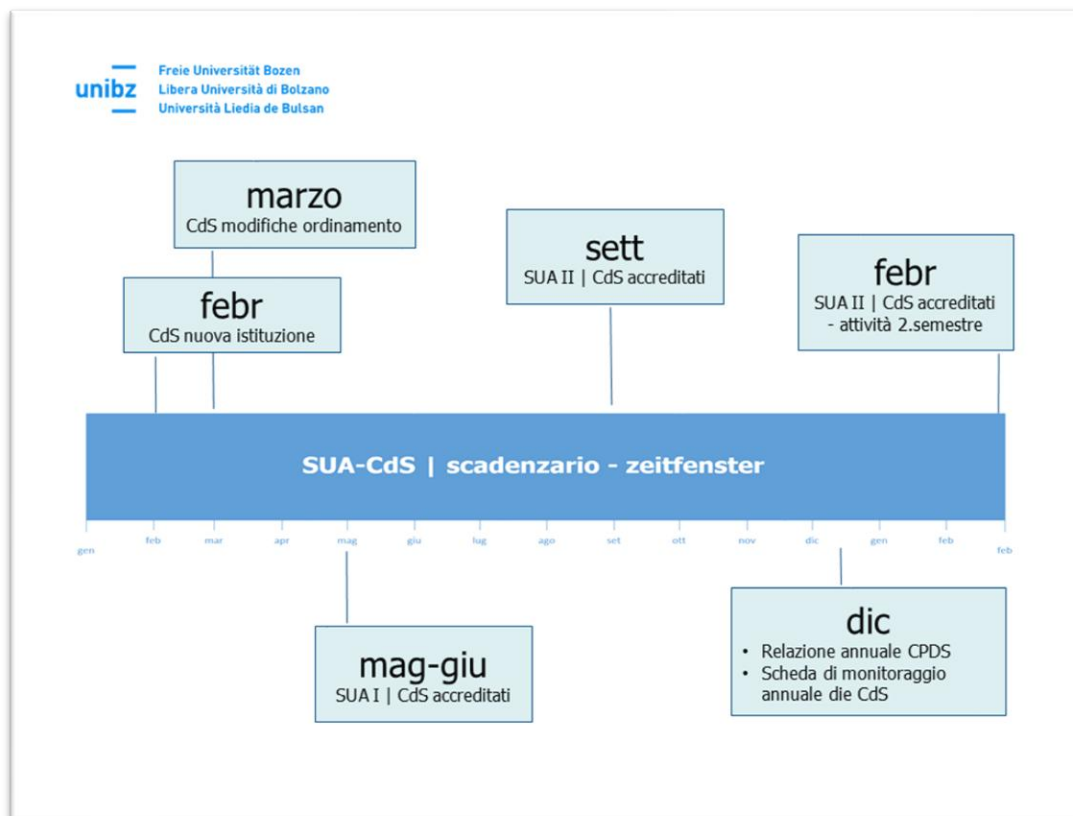 unibz
Freie Universität Bozen
Libera Università di Bolzano
Università Liedia de Bulsan
marzo
CdS modifiche ordinamento
febr
CdS nuova istituzione
sett
SUA II | CdS accreditati
febr
SUA II | CdS accreditati
- attività 2.semestre
SUA-CdS | scadenzario - zeitfenster
gen feb mar apr mag giu lug ago set ott nov dic gen feb feb
mag-giu
SUA I | CdS accreditati
dic
• Relazione annuale CPDS
• Scheda di monitoraggio
annuale die CdS